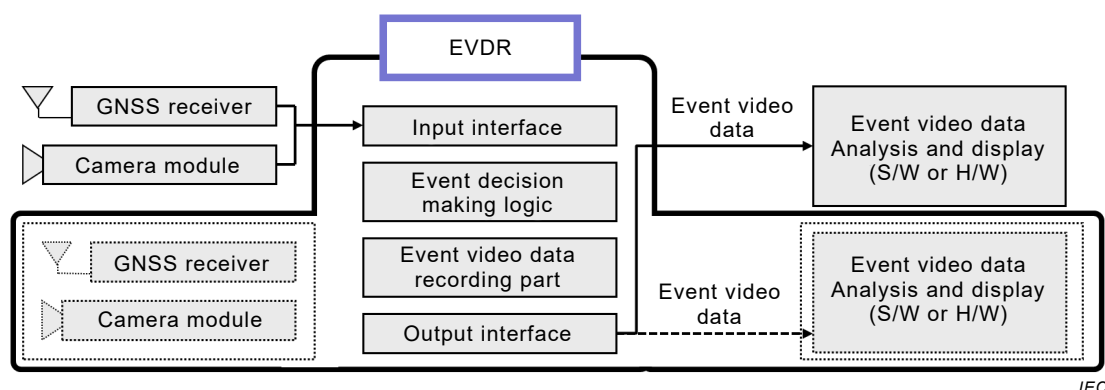 EVDR
GNSS receiver
Camera module
Input interface
Event decision
making logic
Event video data
recording part
Output interface
Event video
data
Event video data
Analysis and display
(S/W or H/W)
GNSS receiver
Camera module
Event video
data
Event video data
Analysis and display
(S/W or H/W)
IEC